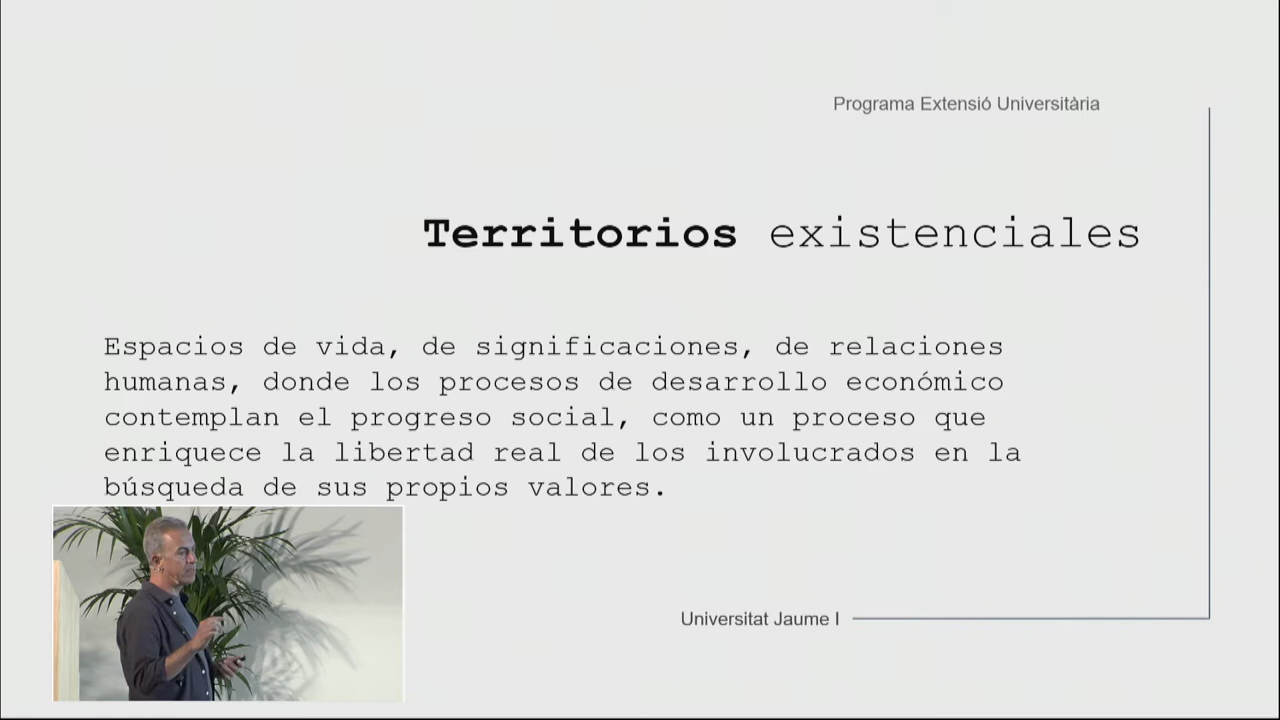 Programa Extensió Universitària
Territorios existenciales
Espacios de vida, de significaciones, de relaciones
humanas, donde los procesos de desarrollo económico
contemplan el progreso social, como un proceso que
enriquece la libertad real de los involucrados en la
búsqueda de sus propios valores.
Universitat Jaume I